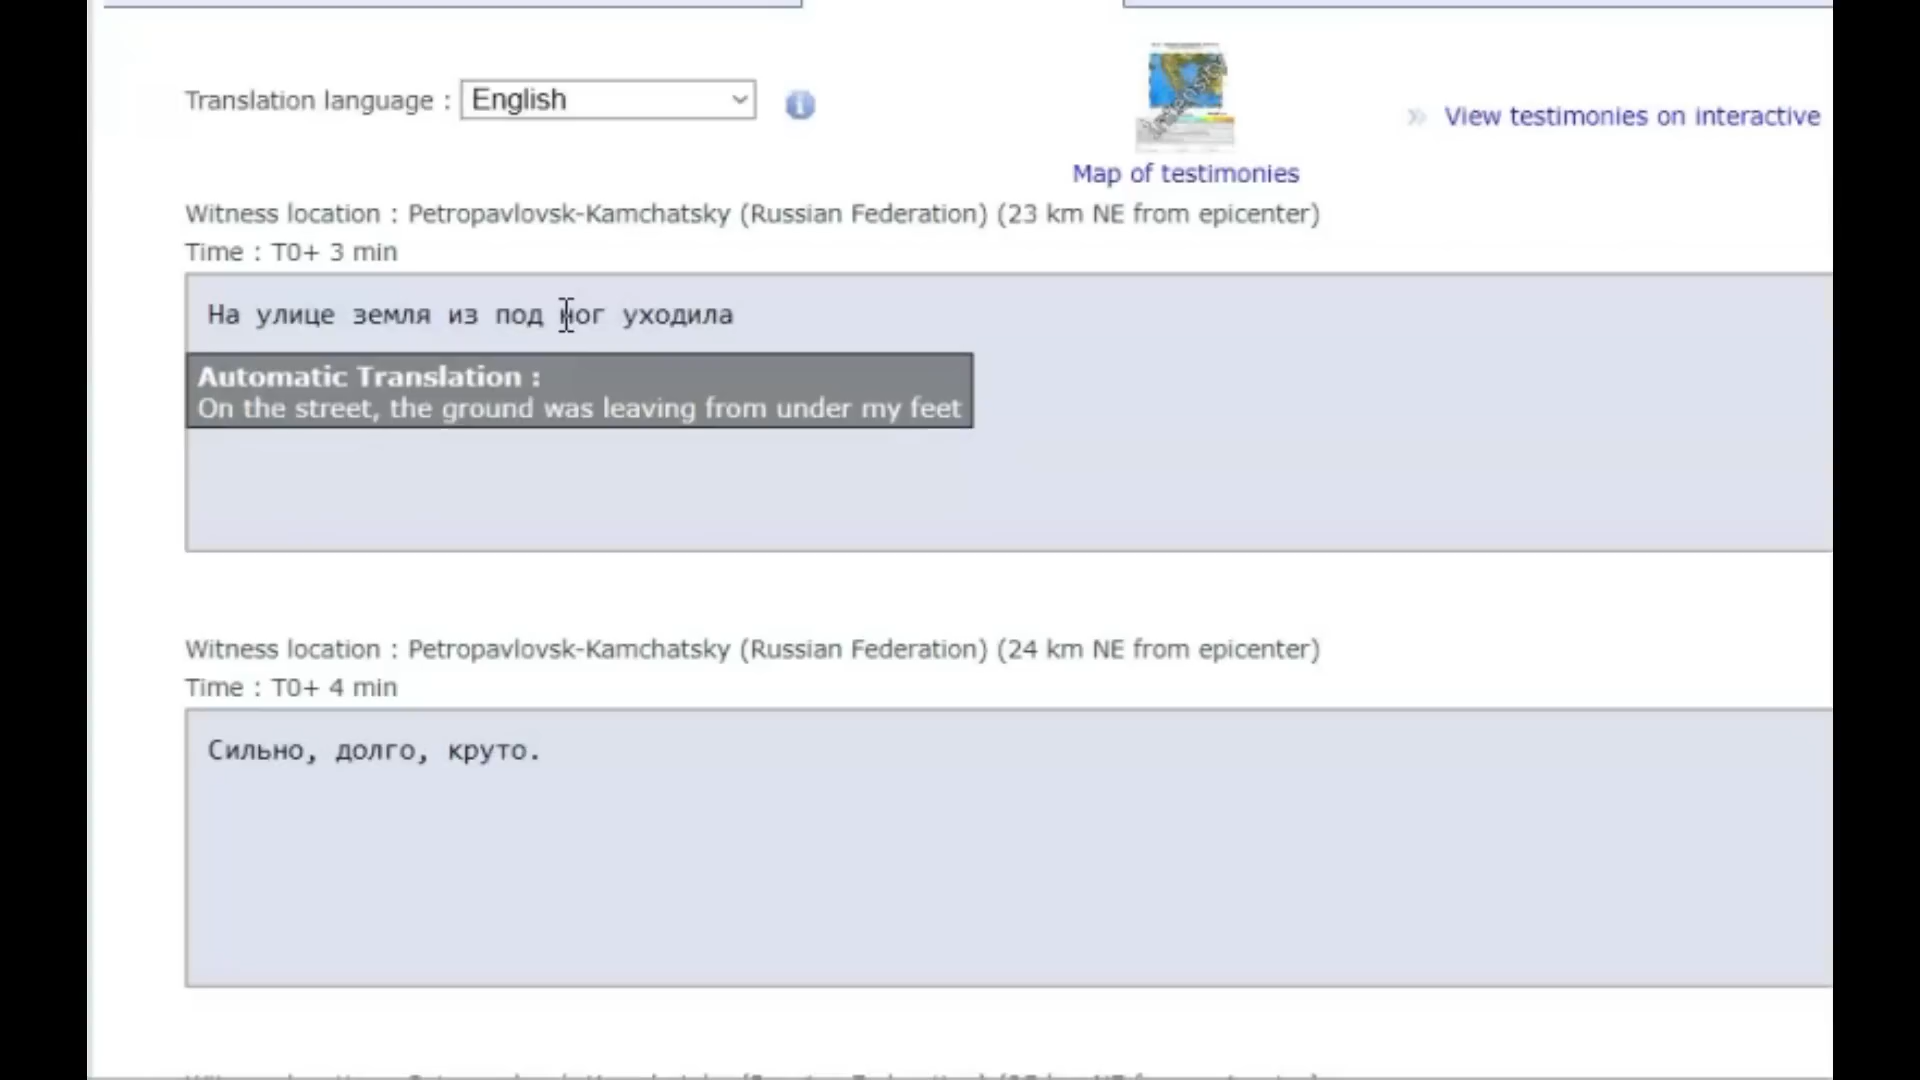 Translation language : English
Map of testimonies
View testimonies on interactive
Witness location : Petropavlovsk-Kamchatsky (Russian Federation) (23 km NE from epicenter)
Time : T0+ 3 min
На улице земля из под ног уходила
Automatic Translation :
On the street, the ground was leaving from under my feet
Witness location : Petropavlovsk-Kamchatsky (Russian Federation) (24 km NE from epicenter)
Time : T0+ 4 min
Сильно, долго, круто.